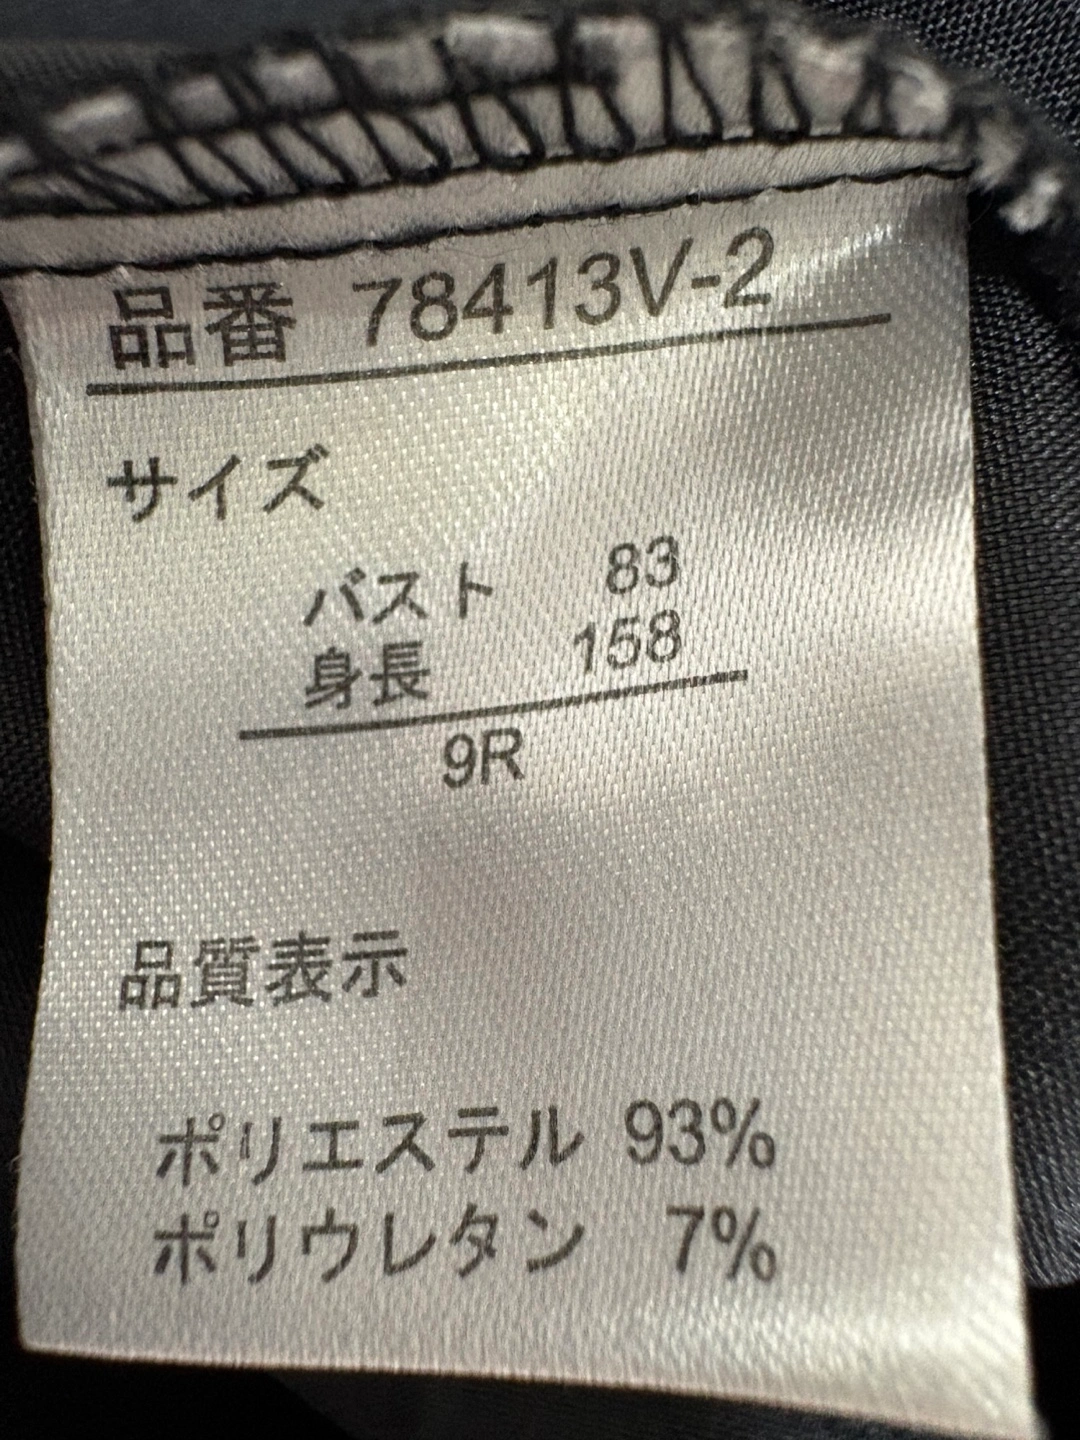 品番 78413V-2
サイズ
バスト 83
身長 158
9R
品質表示
ポリエステル 93%
ポリウレタン 7%